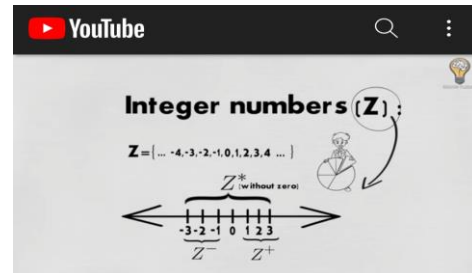 YouTube
Integer numbers (Z) :
Z={ ... -4,-3,-2,-1,0,1,2,3,4 ... }
Z* (without zero)
-3 -2 -1 0 1 2 3
Z⁻ Z⁺